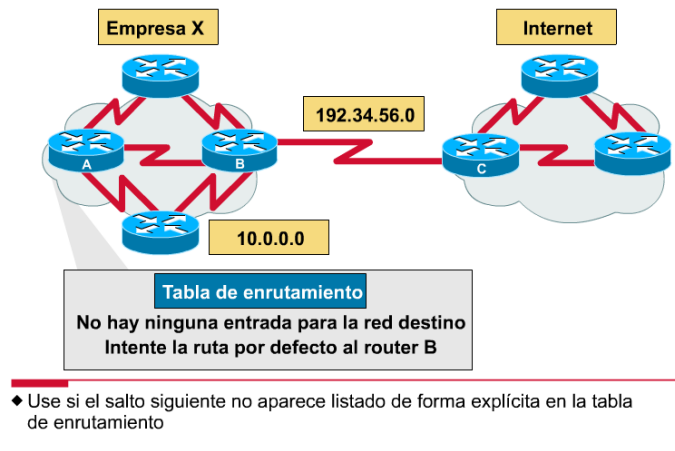 Empresa X
Internet
192.34.56.0
A
B
C
10.0.0.0
Tabla de enrutamiento
No hay ninguna entrada para la red destino
Intente la ruta por defecto al router B
◆ Use si el salto siguiente no aparece listado de forma explícita en la tabla
de enrutamiento